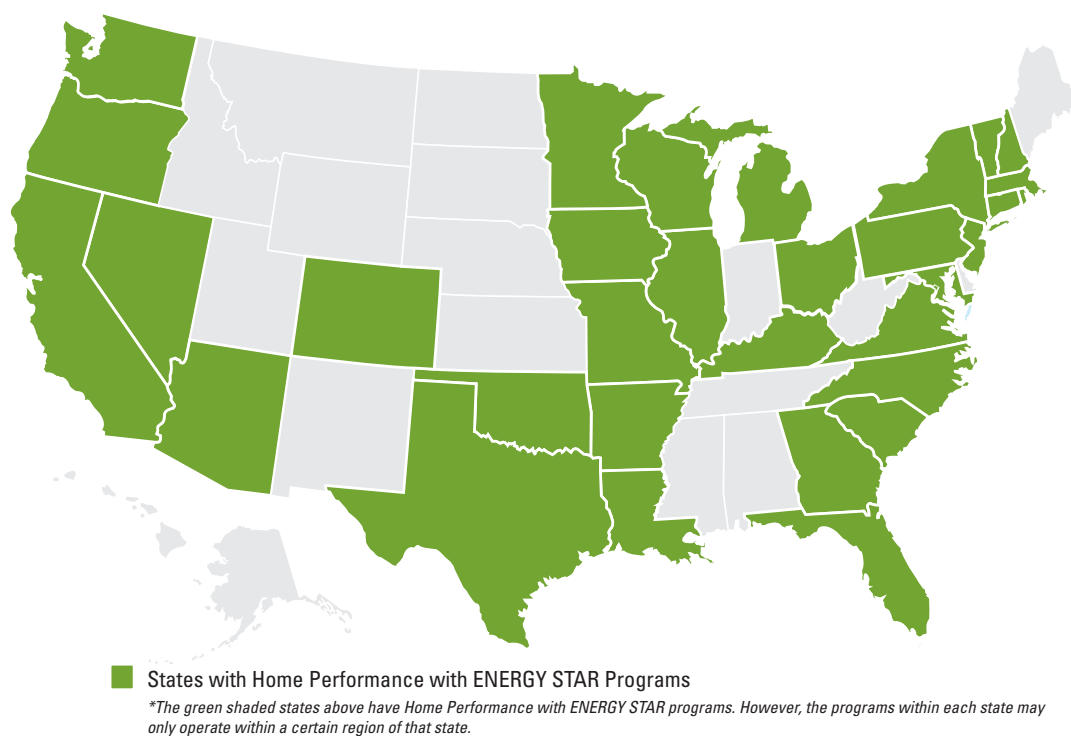 States with Home Performance with ENERGY STAR Programs
*The green shaded states above have Home Performance with ENERGY STAR programs. However, the programs within each state may
only operate within a certain region of that state.